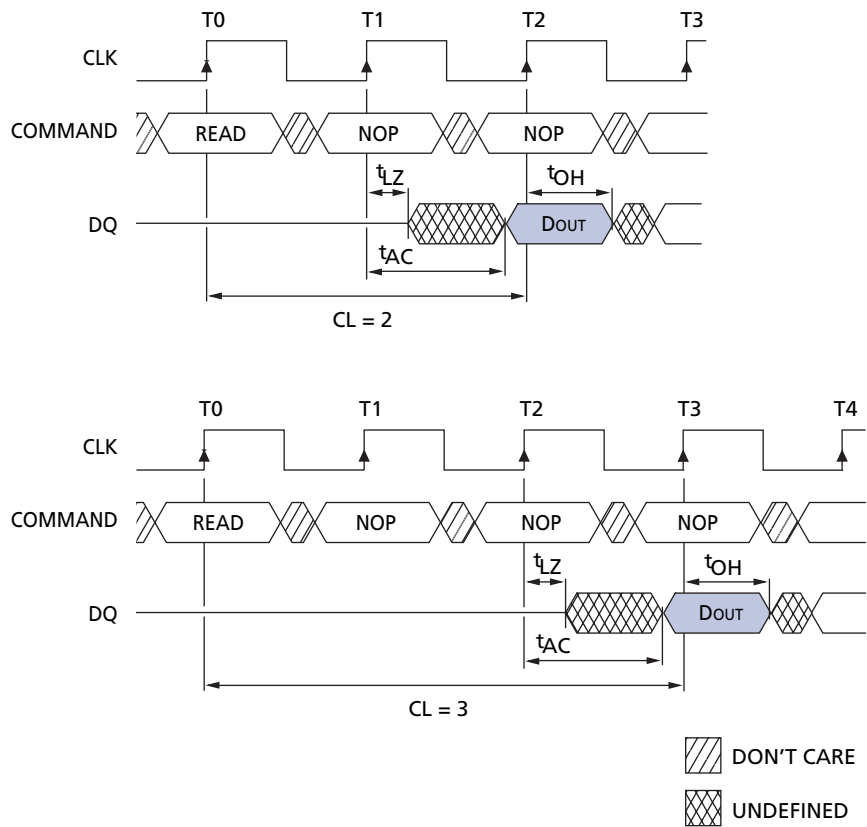 T0 T1 T2 T3
CLK
COMMAND READ NOP NOP
tLZ tOH
DQ DOUT
tAC
CL = 2
T0 T1 T2 T3 T4
CLK
COMMAND READ NOP NOP NOP
tLZ tOH
DQ DOUT
tAC
CL = 3
DON'T CARE
UNDEFINED